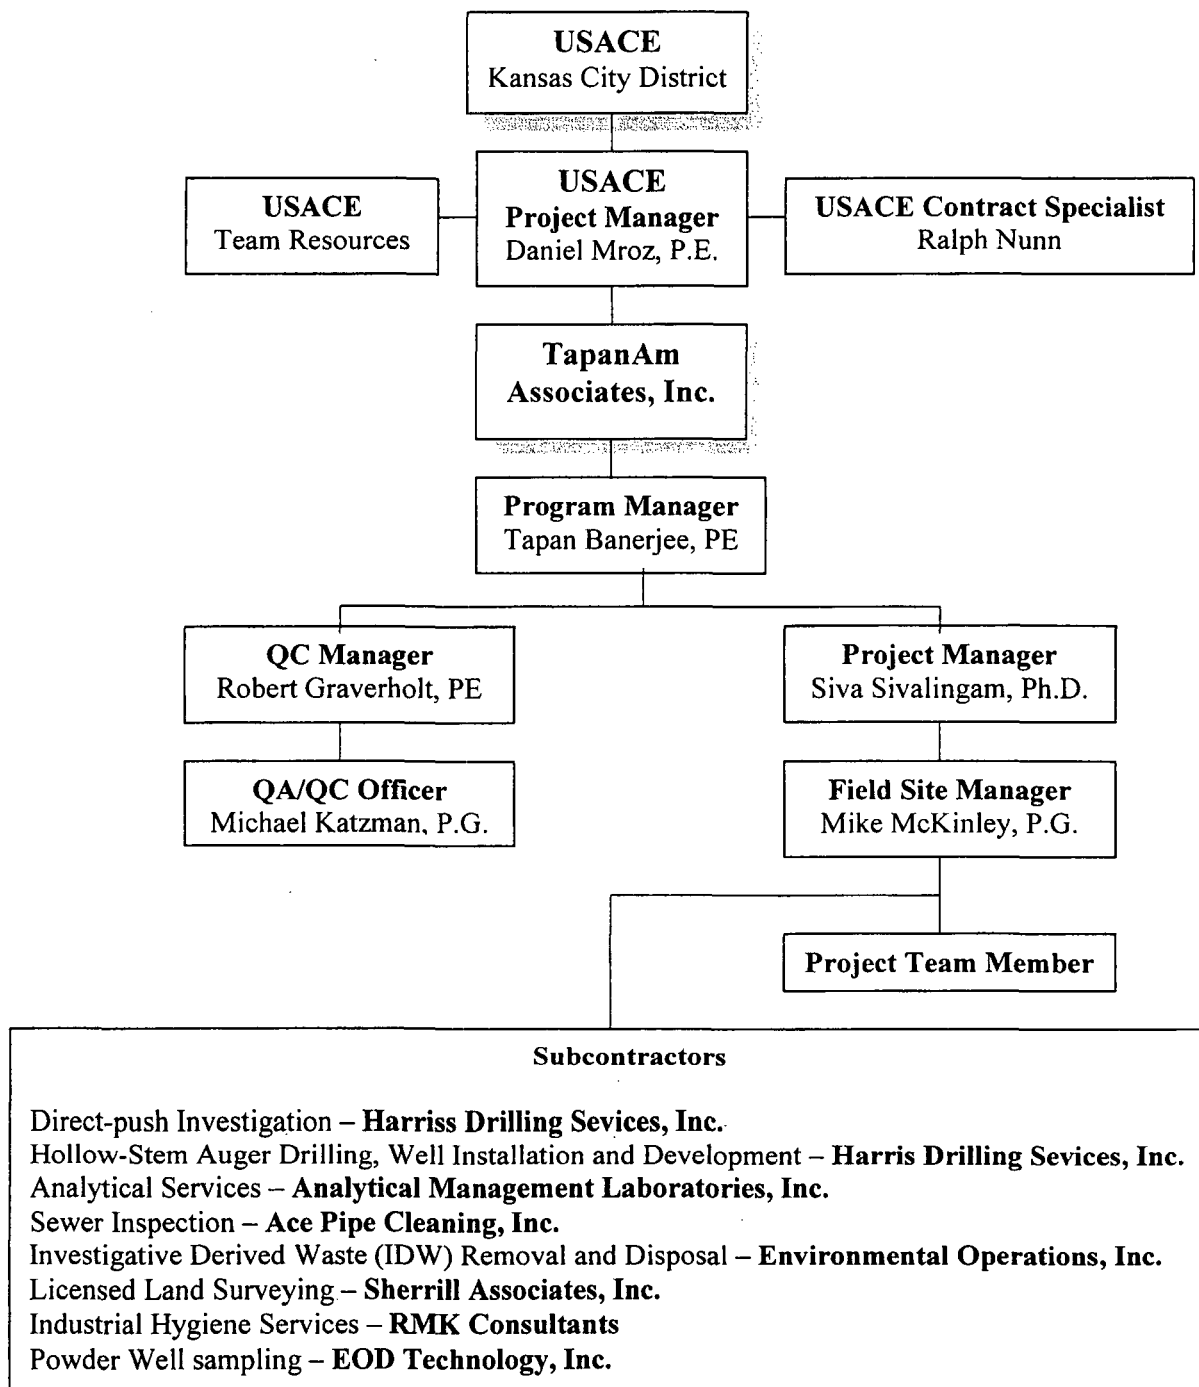 USACE
Kansas City District
USACE
Team Resources
USACE
Project Manager
Daniel Mroz, P.E.
USACE Contract Specialist
Ralph Nunn
TapanAm
Associates, Inc.
Program Manager
Tapan Banerjee, PE
QC Manager
Robert Graverholt, PE
Project Manager
Siva Sivalingam, Ph.D.
QA/QC Officer
Michael Katzman, P.G.
Field Site Manager
Mike McKinley, P.G.
Project Team Member
Subcontractors
Direct-push Investigation – Harriss Drilling Sevices, Inc.
Hollow-Stem Auger Drilling, Well Installation and Development – Harris Drilling Sevices, Inc.
Analytical Services – Analytical Management Laboratories, Inc.
Sewer Inspection – Ace Pipe Cleaning, Inc.
Investigative Derived Waste (IDW) Removal and Disposal – Environmental Operations, Inc.
Licensed Land Surveying – Sherrill Associates, Inc.
Industrial Hygiene Services – RMK Consultants
Powder Well sampling – EOD Technology, Inc.